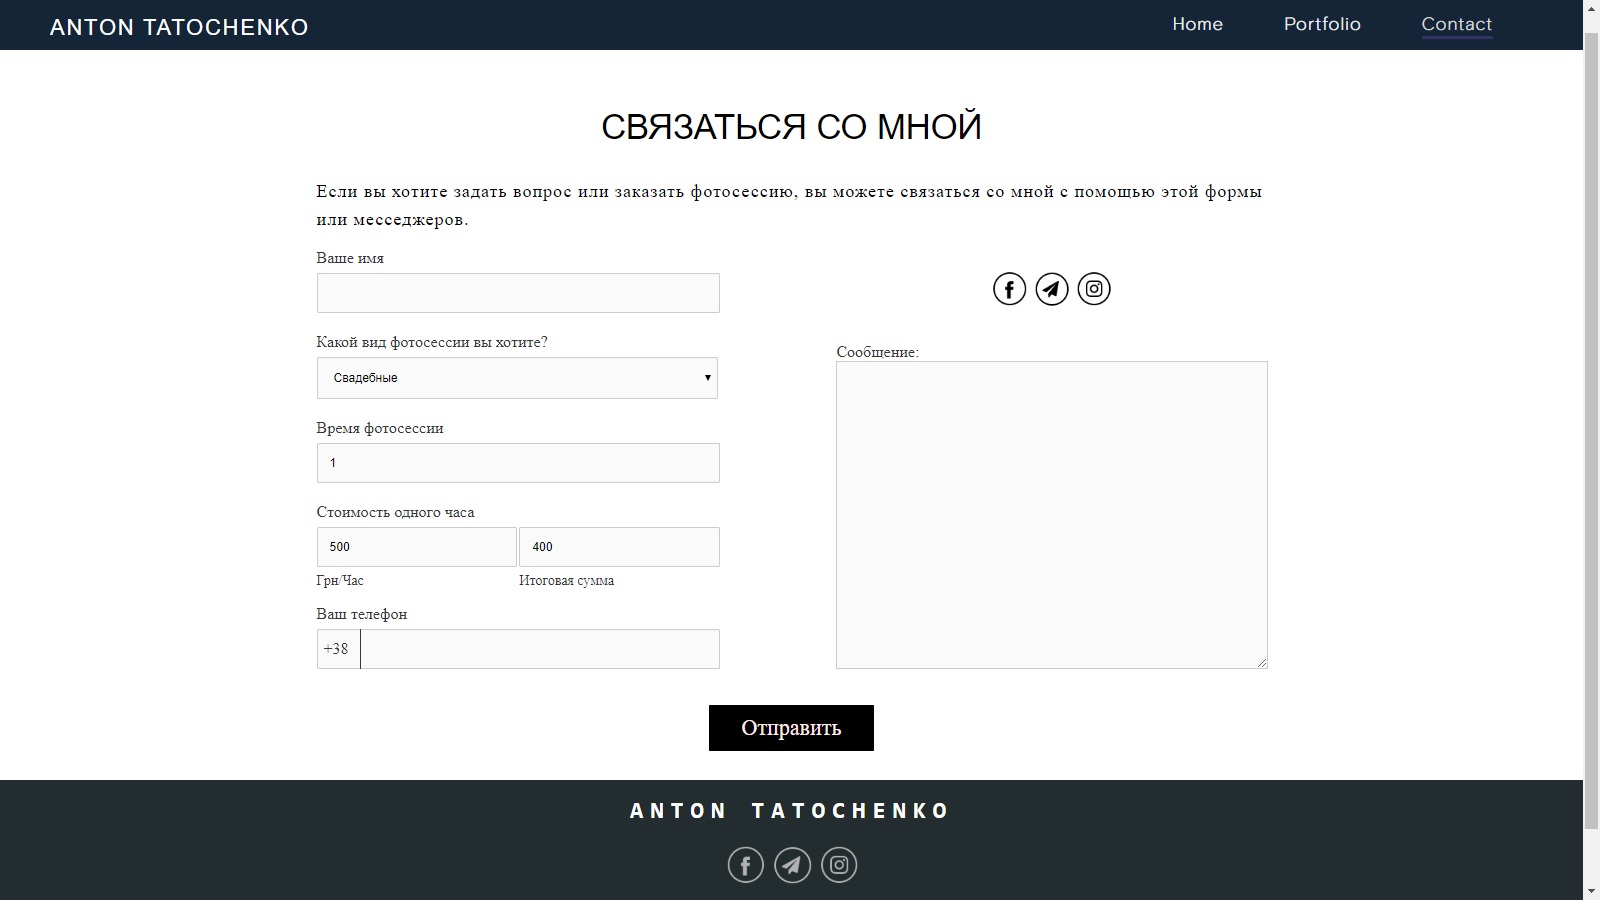 ANTON TATOCHENKO
Home
Portfolio
Contact
СВЯЗАТЬСЯ СО МНОЙ
Если вы хотите задать вопрос или заказать фотосессию, вы можете связаться со мной с помощью этой формы
или месседжеров.
Ваше имя
Какой вид фотосессии вы хотите?
Свадебные
Время фотосессии
1
Стоимость одного часа
500
400
Грн/Час
Итоговая сумма
Ваш телефон
+38
Сообщение:
Отправить
ANTON TATOCHENKO